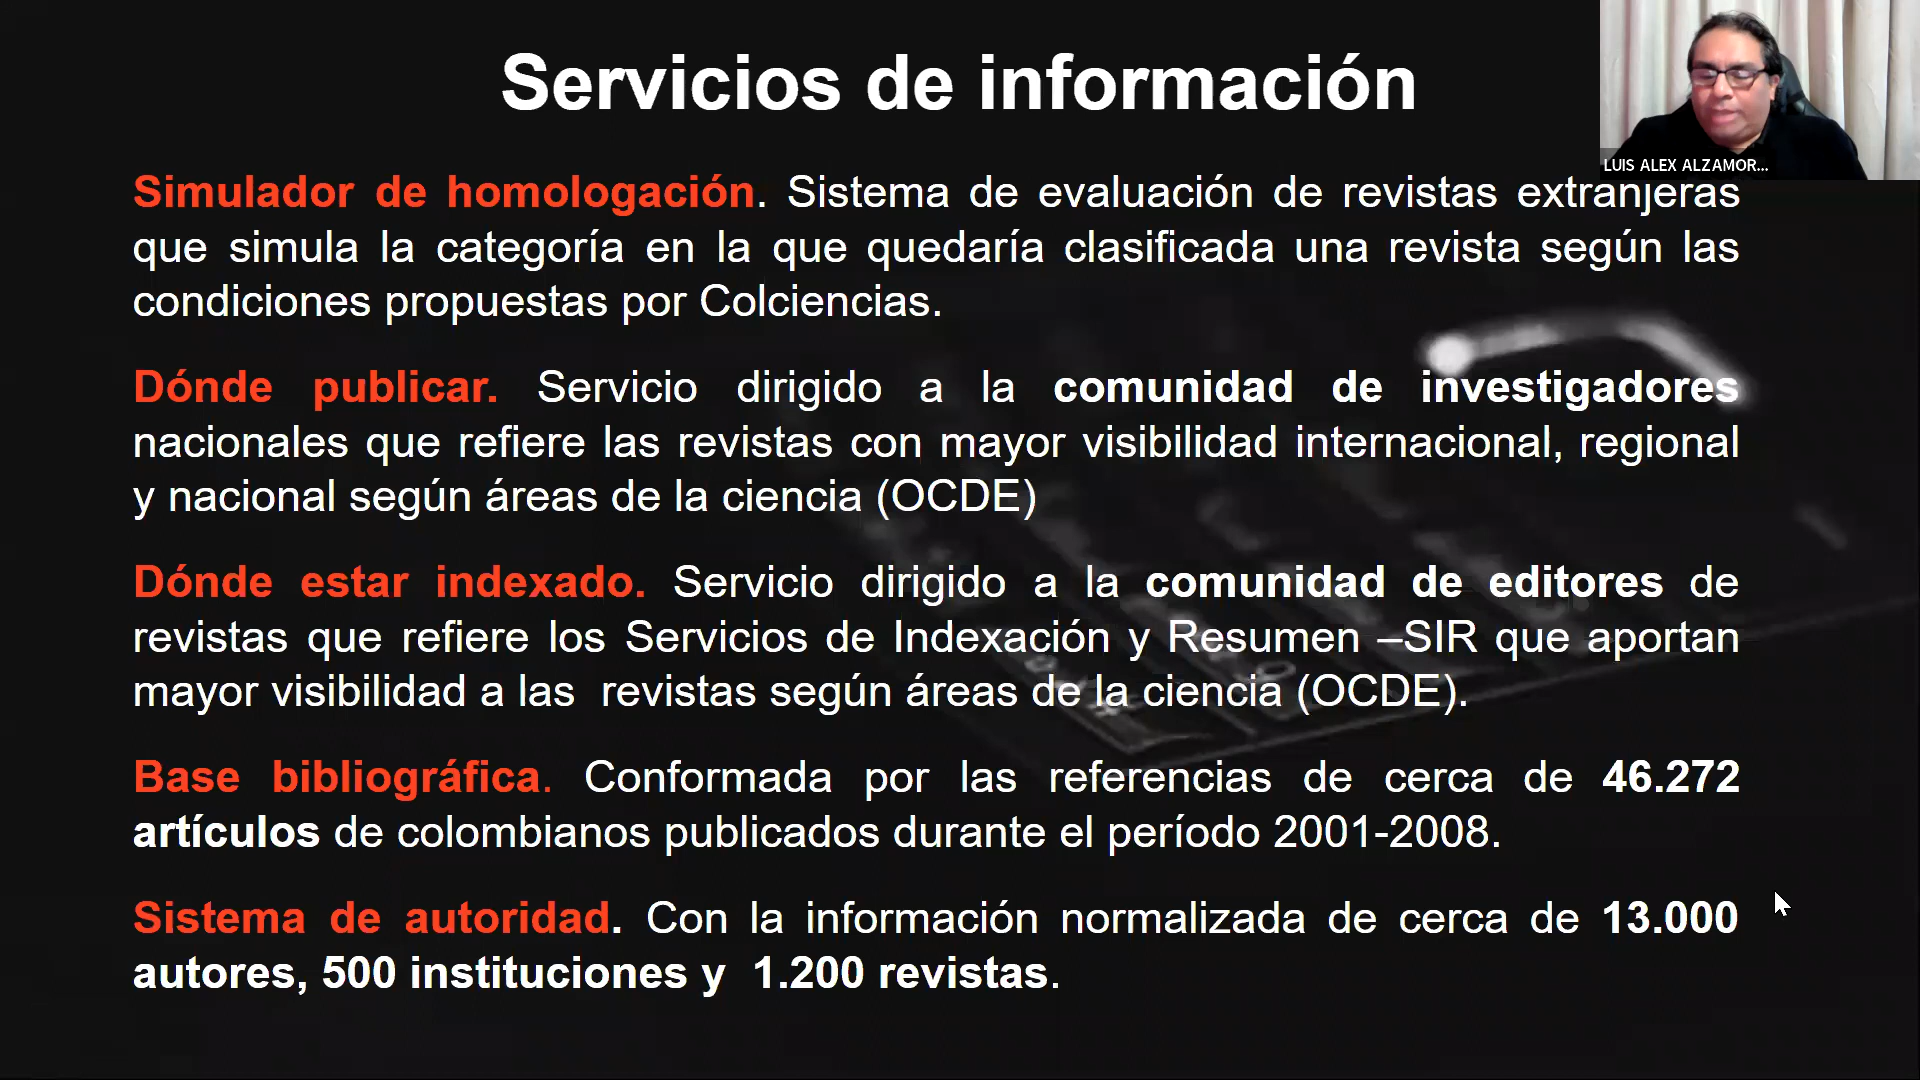 Servicios de información
LUIS ALEX ALZAMOR...
Simulador de homologación. Sistema de evaluación de revistas extranjeras
que simula la categoría en la que quedaría clasificada una revista según las
condiciones propuestas por Colciencias.
Dónde publicar. Servicio dirigido a la comunidad de investigadores
nacionales que refiere las revistas con mayor visibilidad internacional, regional
y nacional según áreas de la ciencia (OCDE)
Dónde estar indexado. Servicio dirigido a la comunidad de editores de
revistas que refiere los Servicios de Indexación y Resumen –SIR que aportan
mayor visibilidad a las  revistas según áreas de la ciencia (OCDE).
Base bibliográfica. Conformada por las referencias de cerca de 46.272
artículos de colombianos publicados durante el período 2001-2008.
Sistema de autoridad. Con la información normalizada de cerca de 13.000
autores, 500 instituciones y  1.200 revistas.